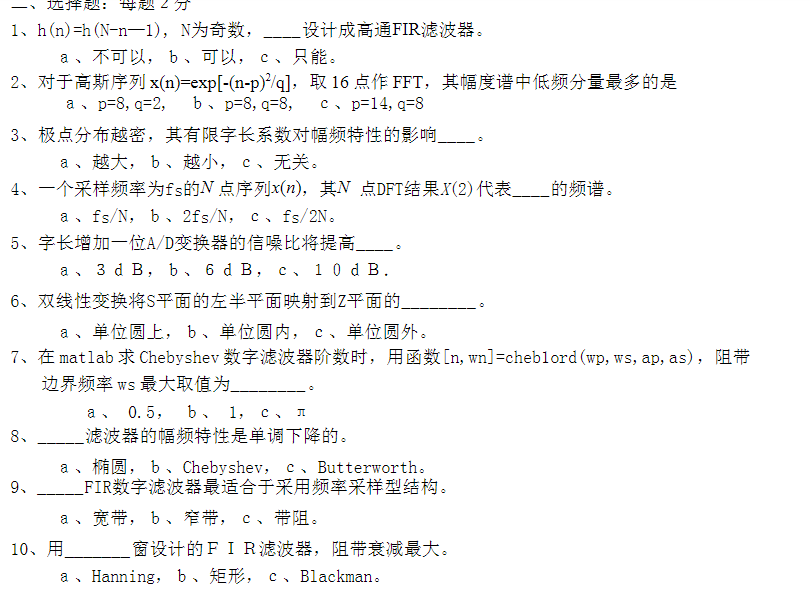 二、选择题：每题2分
1、h(n)=h(N-n—1)，N为奇数，____设计成高通FIR滤波器。
a、不可以，b、可以，c、只能。
2、对于高斯序列 x(n)=exp[-(n-p)²/q]，取 16 点作 FFT，其幅度谱中低频分量最多的是
a、p=8,q=2, b、p=8,q=8, c、p=14,q=8
3、极点分布越密，其有限字长系数对幅频特性的影响____。
a、越大，b、越小，c、无关。
4、一个采样频率为fs的N 点序列x(n)，其N 点DFT结果X(2)代表____的频谱。
a、fs/N，b、2fs/N，c、fs/2N。
5、字长增加一位A/D变换器的信噪比将提高____。
a、３ｄＢ，b、６ｄＢ，c、１０ｄＢ.
6、双线性变换将S平面的左半平面映射到Z平面的________。
a、单位圆上，b、单位圆内，c、单位圆外。
7、在 matlab 求 Chebyshev 数字滤波器阶数时，用函数[n,wn]=cheb1ord(wp,ws,ap,as)，阻带
边界频率 ws 最大取值为________。
a、 0.5， b、 1，c、π
8、_____滤波器的幅频特性是单调下降的。
a、椭圆，b、Chebyshev，c、Butterworth。
9、_____FIR数字滤波器最适合于采用频率采样型结构。
a、宽带，b、窄带，c、带阻。
10、用_______窗设计的ＦＩＲ滤波器，阻带衰减最大。
a、Hanning，b、矩形，c、Blackman。